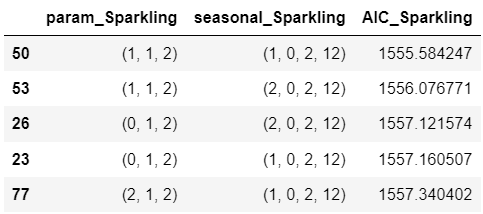 param_Sparkling seasonal_Sparkling AIC_Sparkling
50 (1, 1, 2) (1, 0, 2, 12) 1555.584247
53 (1, 1, 2) (2, 0, 2, 12) 1556.076771
26 (0, 1, 2) (2, 0, 2, 12) 1557.121574
23 (0, 1, 2) (1, 0, 2, 12) 1557.160507
77 (2, 1, 2) (1, 0, 2, 12) 1557.340402